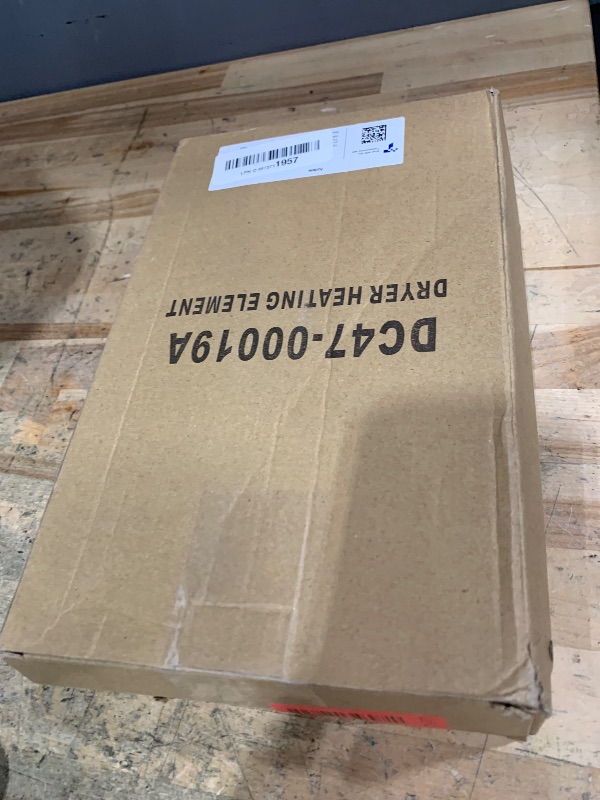 DC47-00019A
DRYER HEATING ELEMENT
1957